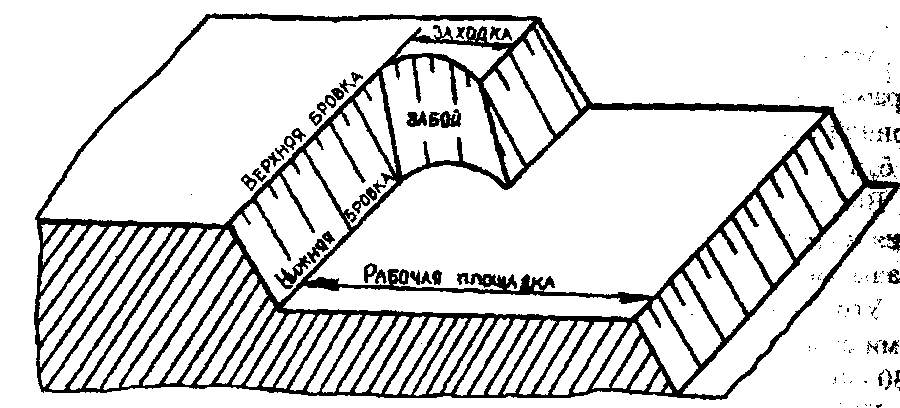 ЗАХОДКА
ВЕРХНЯЯ БРОВКА
ЗАБОЙ
НИЖНЯЯ БРОВКА
РАБОЧАЯ ПЛОЩАДКА